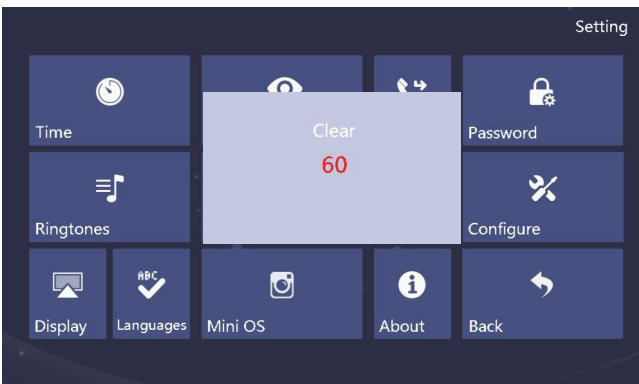 Setting
Time
Clear
60
Password
Ringtones
Configure
ABC
Display
Languages
Mini OS
About
Back